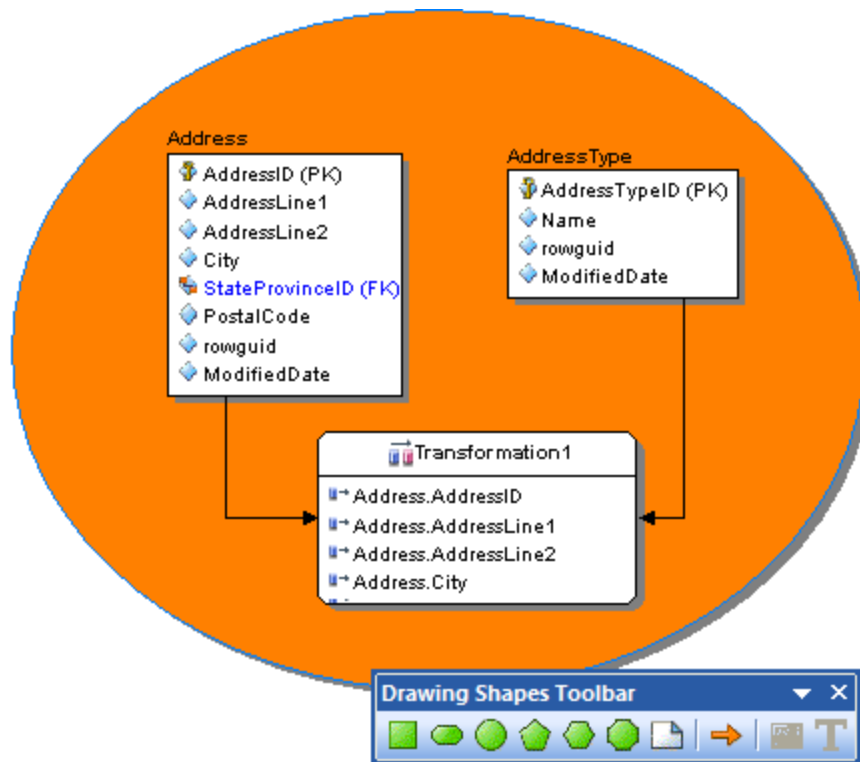 Address
AddressID (PK)
AddressLine1
AddressLine2
City
StateProvinceID (FK)
PostalCode
rowguid
ModifiedDate
AddressType
AddressTypeID (PK)
Name
rowguid
ModifiedDate
Transformation1
Address.AddressID
Address.AddressLine1
Address.AddressLine2
Address.City
Drawing Shapes Toolbar
T